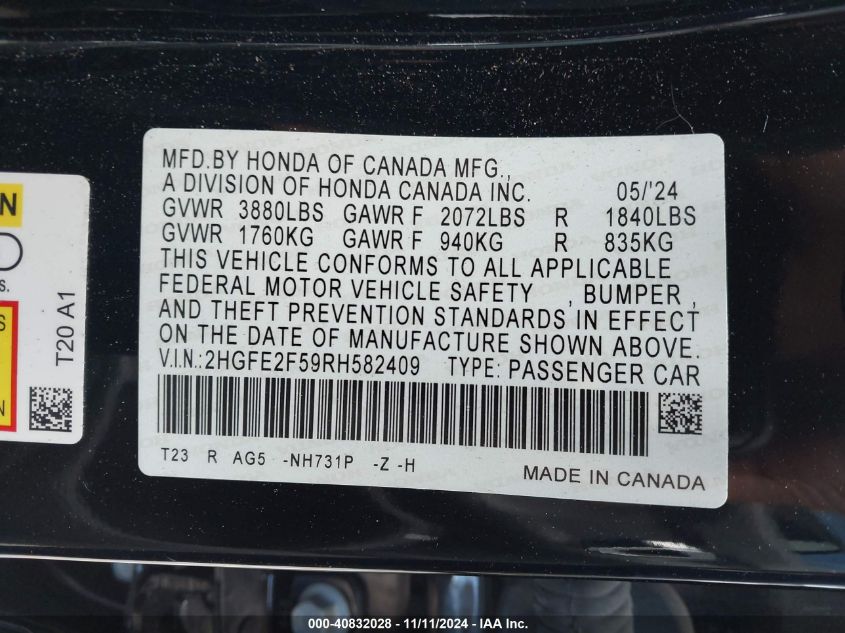 MFD.BY HONDA OF CANADA MFG.,
A DIVISION OF HONDA CANADA INC. 05/'24
GVWR 3880LBS GAWR F 2072LBS R 1840LBS
GVWR 1760KG GAWR F 940KG R 835KG
THIS VEHICLE CONFORMS TO ALL APPLICABLE
FEDERAL MOTOR VEHICLE SAFETY , BUMPER ,
AND THEFT PREVENTION STANDARDS IN EFFECT
ON THE DATE OF MANUFACTURE SHOWN ABOVE.
V.I.N.:2HGFE2F59RH582409 TYPE: PASSENGER CAR
T23 R AG5 -NH731P -Z -H
MADE IN CANADA
T20 A1
000-40832028 - 11/11/2024 - IAA Inc.